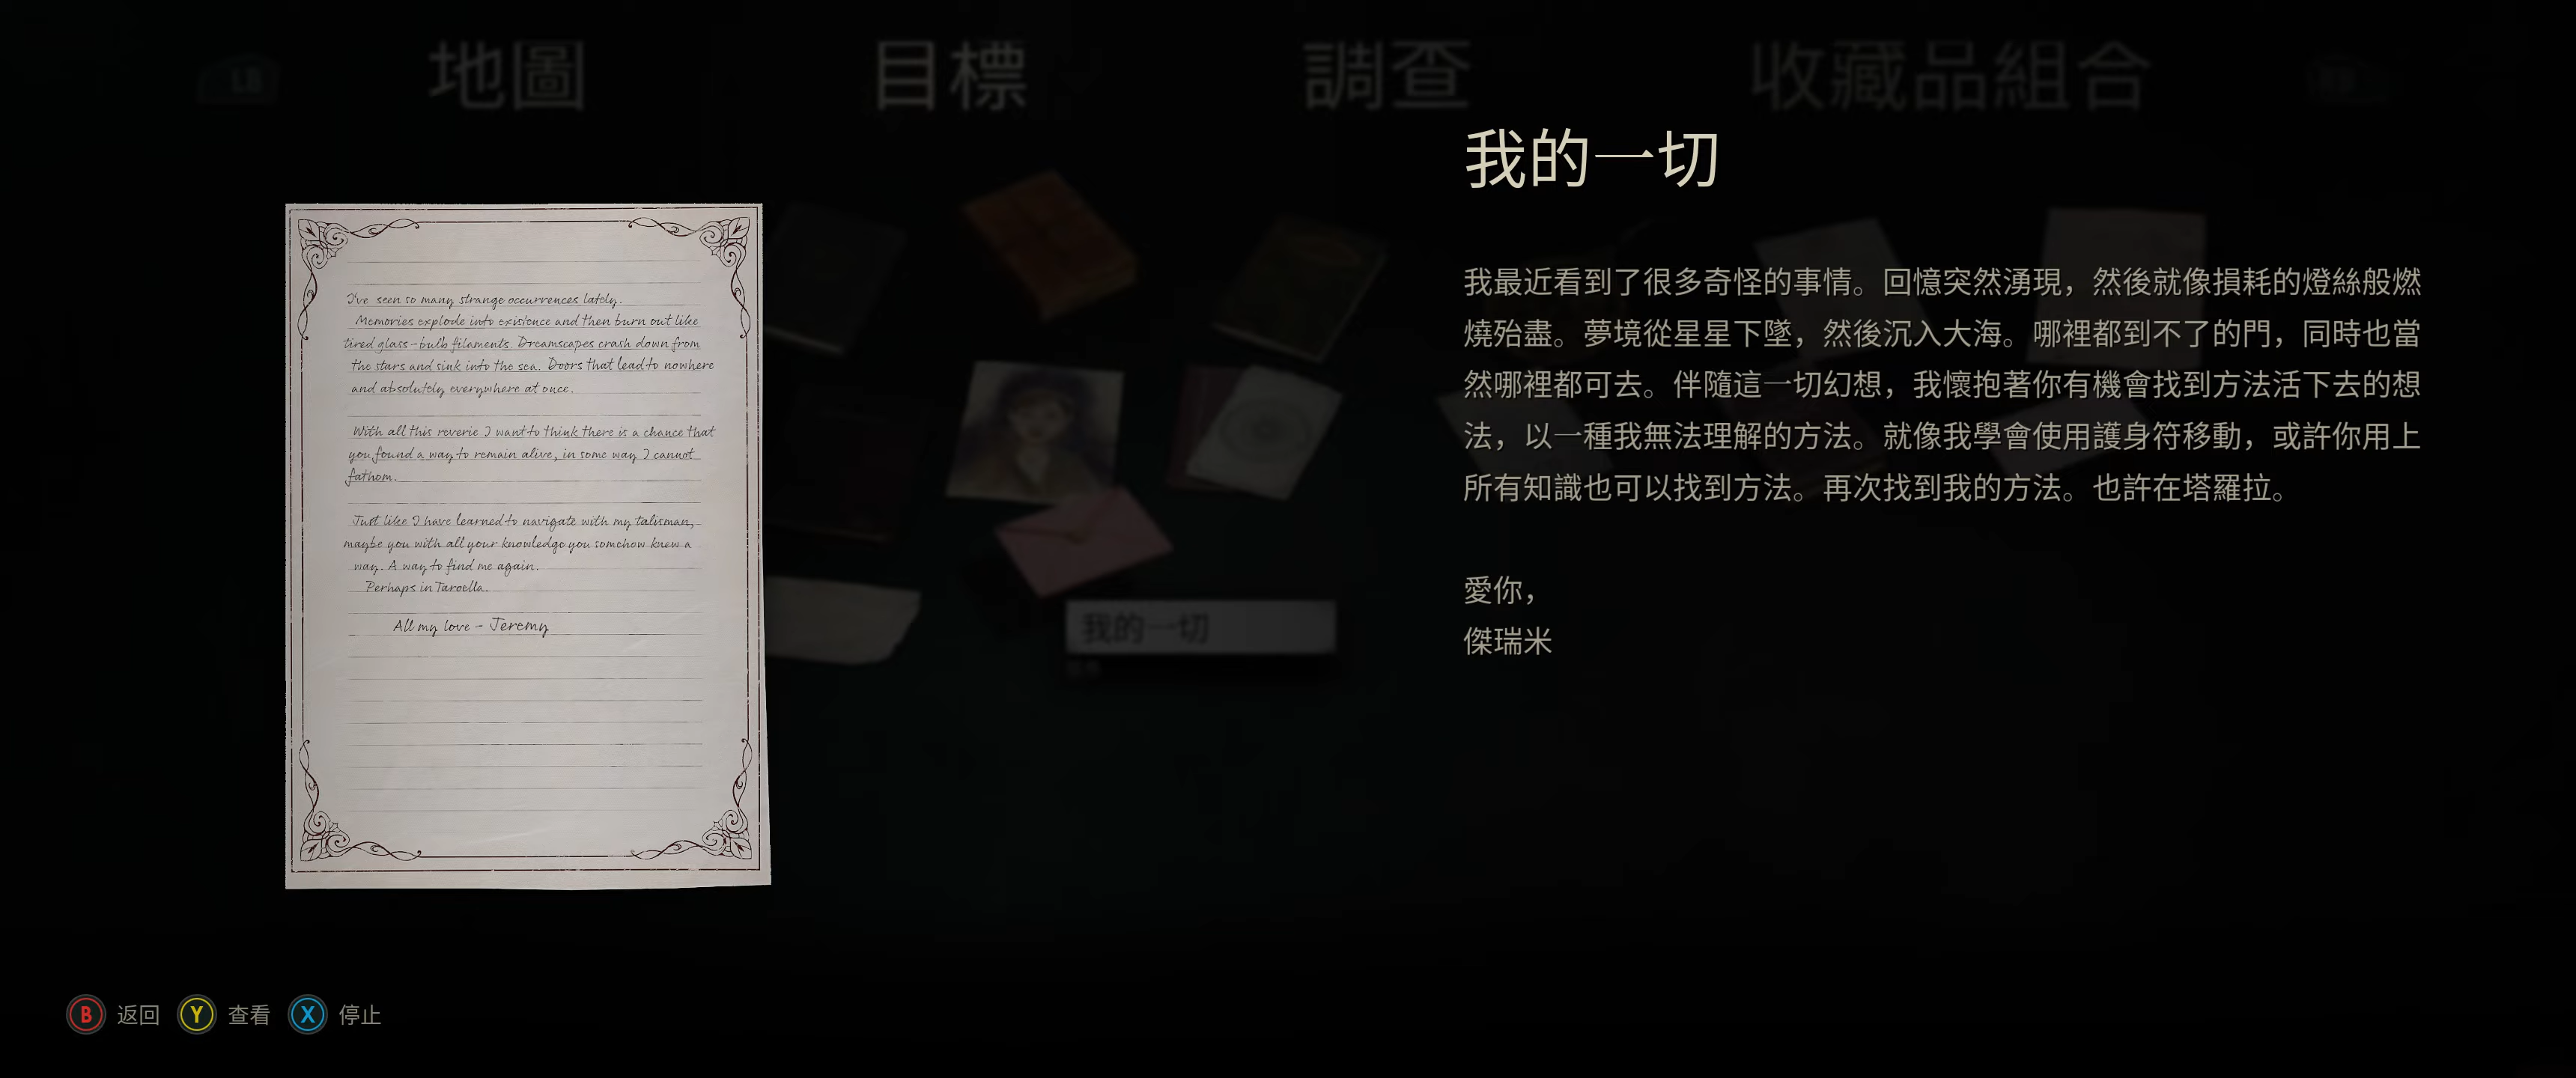 LB
地圖
目標
調查
收藏品組合
我的一切
I've seen so many strange occurrences lately.
Memories explode into existence and then burn out like
tired glass-bulb filaments. Dreamscapes crash down from
the stars and sink into the sea. Doors that lead to nowhere
and absolutely everywhere at once.
With all this reverie I want to think there is a chance that
you found a way to remain alive, in some way I cannot
fathom.
Just like I have learned to navigate with my talisman,
maybe you with all your knowledge you somehow knew a
way. A way to find me again.
Perhaps in Taroella.
All my love - Jeremy
我的一切
我最近看到了很多奇怪的事情。回憶突然湧現，然後就像損耗的燈絲般燃
燒殆盡。夢境從星星下墜，然後沉入大海。哪裡都到不了的門，同時也當
然哪裡都可去。伴隨這一切幻想，我懷抱著你有機會找到方法活下去的想
法，以一種我無法理解的方法。就像我學會使用護身符移動，或許你用上
所有知識也可以找到方法。再次找到我的方法。也許在塔羅拉。
愛你，
傑瑞米
B 返回 Y 查看 X 停止